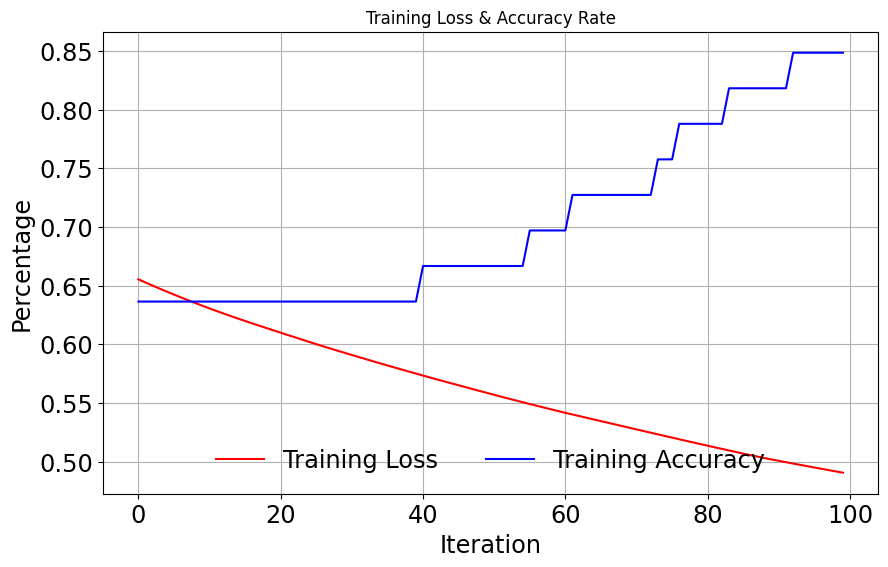 Training Loss & Accuracy Rate
0.85
0.80
0.75
0.70
0.65
0.60
0.55
0.50
Percentage
Training Loss Training Accuracy
0 20 40 60 80 100
Iteration